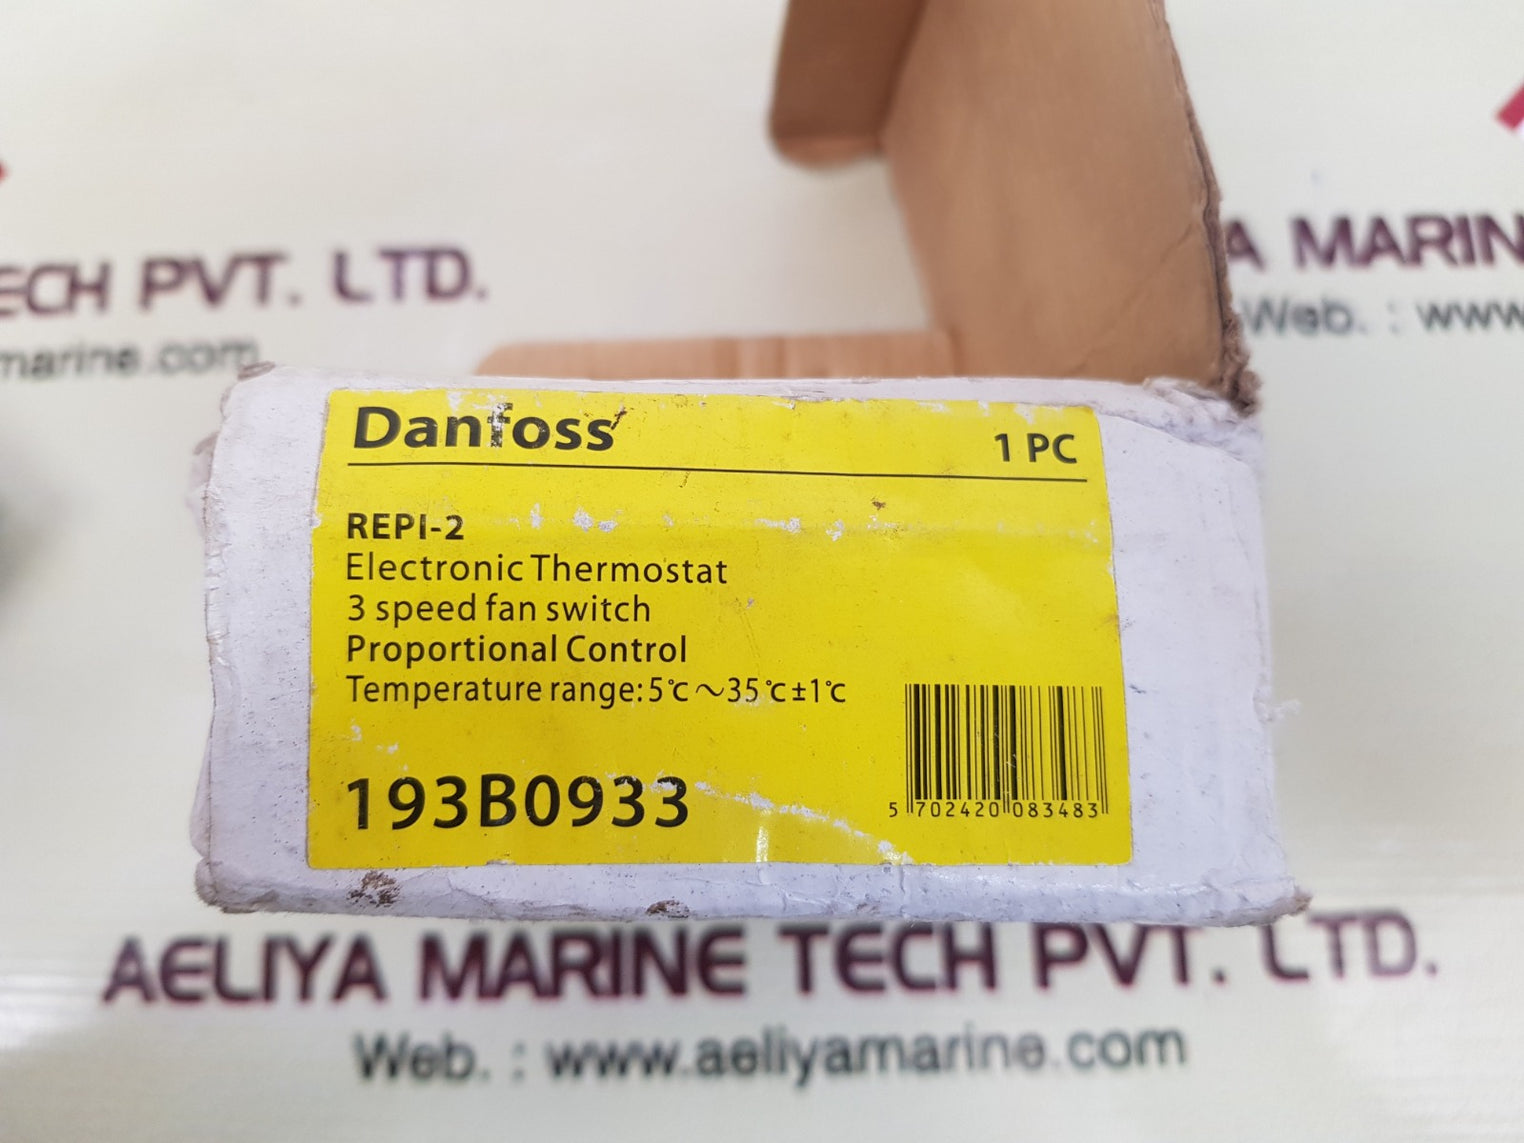 ECH PVT. LTD.
marine.com
A MARIN
Web. : www
Danfoss
1 PC
REPI-2
Electronic Thermostat
3 speed fan switch
Proportional Control
Temperature range: 5℃ ~35℃±1℃
193B0933
5 702420 083483
AELIYA MARINE TECH PVT. LTD.
Web. : www.aeliyamarine.com